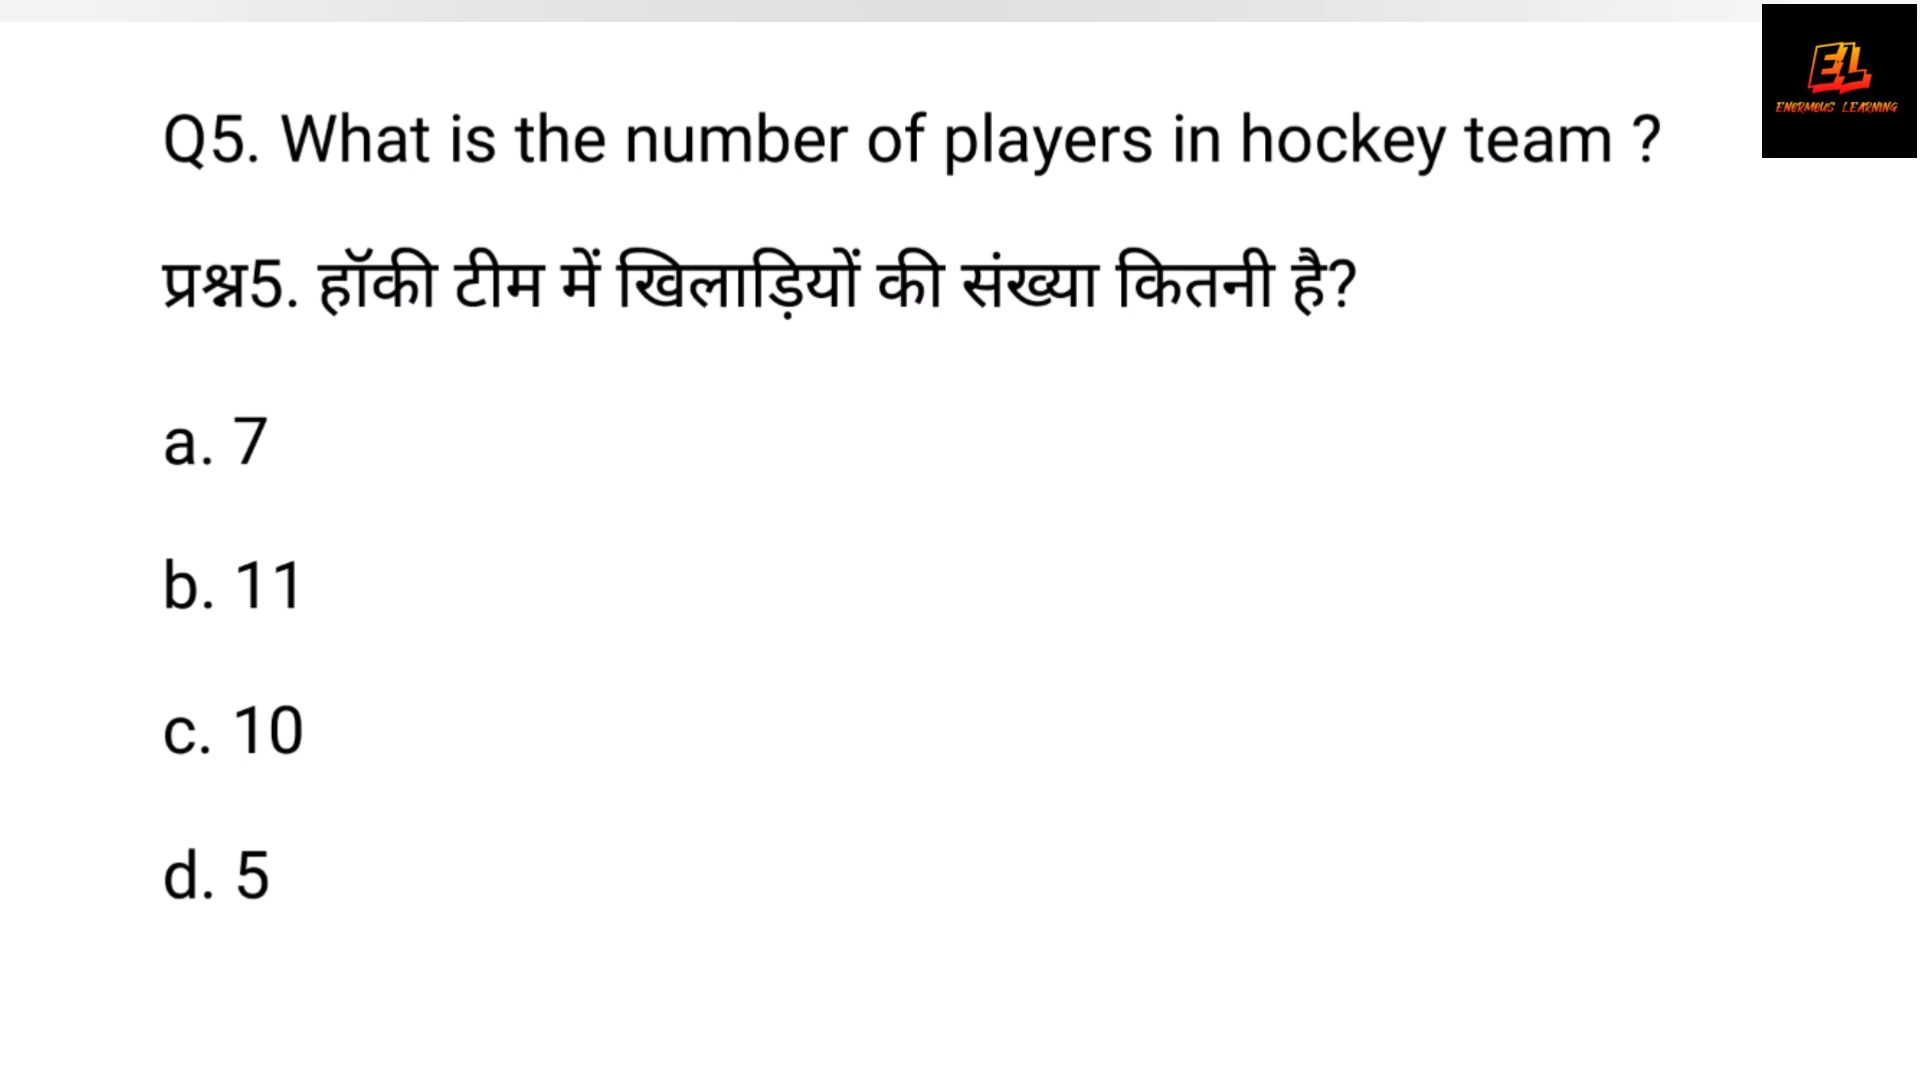 ENORMOUS LEARNING
Q5. What is the number of players in hockey team ?
प्रश्न5. हॉकी टीम में खिलाड़ियों की संख्या कितनी है?
a. 7
b. 11
c. 10
d. 5